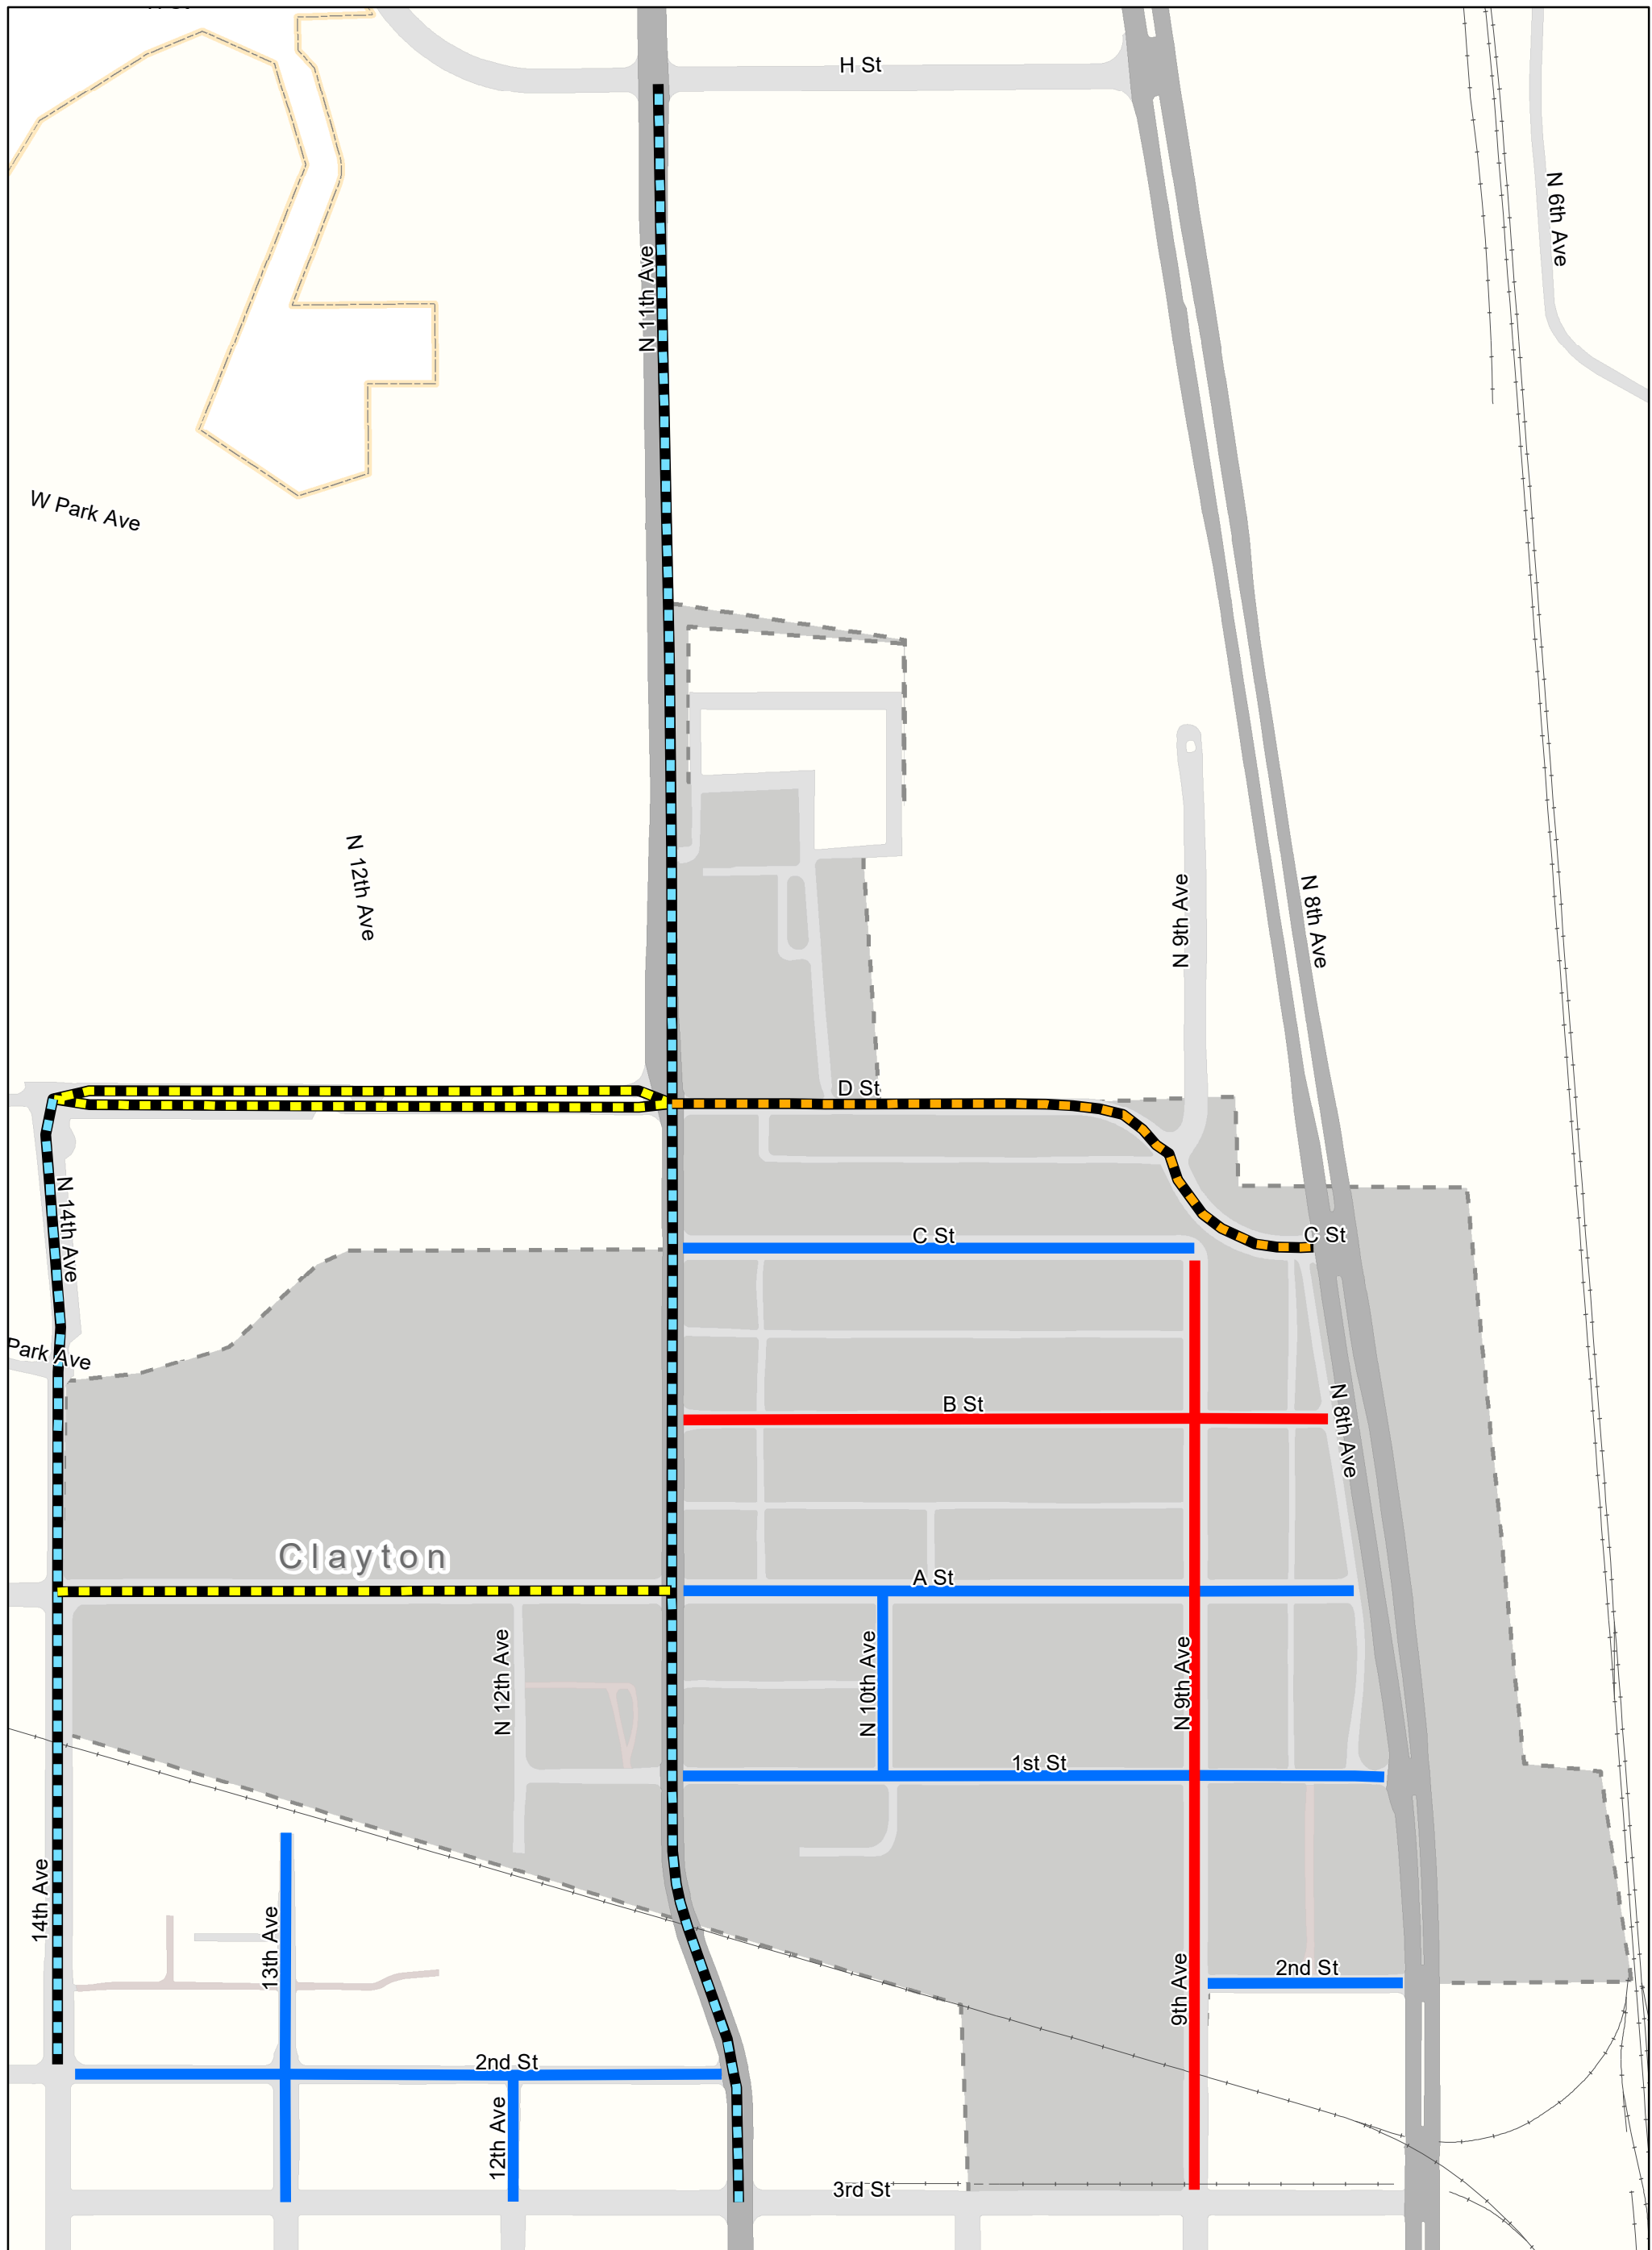 H St
N 6th Ave
N 11th Ave
W Park Ave
N 12th Ave
N 9th Ave
N 8th Ave
D St
N 14th Ave
C St
C St
Park Ave
B St
N 8th Ave
Clayton
A St
N 12th Ave
N 10th Ave
N 9th Ave
1st St
14th Ave
13th Ave
9th Ave
2nd St
2nd St
12th Ave
3rd St